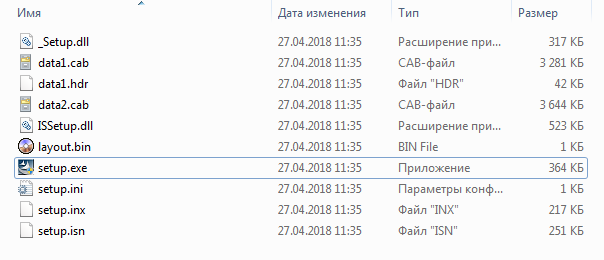 Имя Дата изменения Тип Размер
_Setup.dll 27.04.2018 11:35 Расширение при... 317 КБ
data1.cab 27.04.2018 11:35 CAB-файл 3 281 КБ
data1.hdr 27.04.2018 11:35 Файл "HDR" 42 КБ
data2.cab 27.04.2018 11:35 CAB-файл 3 644 КБ
ISSetup.dll 27.04.2018 11:35 Расширение при... 523 КБ
layout.bin 27.04.2018 11:35 BIN File 1 КБ
setup.exe 27.04.2018 11:35 Приложение 364 КБ
setup.ini 27.04.2018 11:35 Параметры конф... 1 КБ
setup.inx 27.04.2018 11:35 Файл "INX" 217 КБ
setup.isn 27.04.2018 11:35 Файл "ISN" 251 КБ